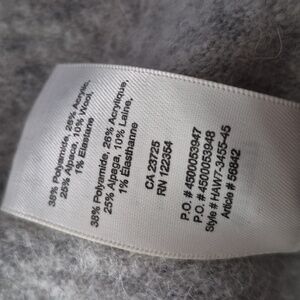 38% Polyamide, 26% Acrylic,
25% Alpaca, 10% Wool,
1% Elastane
38% Polyamide, 26% Acrylique,
25% Alpaga, 10% Laine,
1% Elasthanne
CA 23725
RN 122354
P.O. # 4500053947
P.O. # 4500053948
Style # HAW7-3455-45
Article # 56842